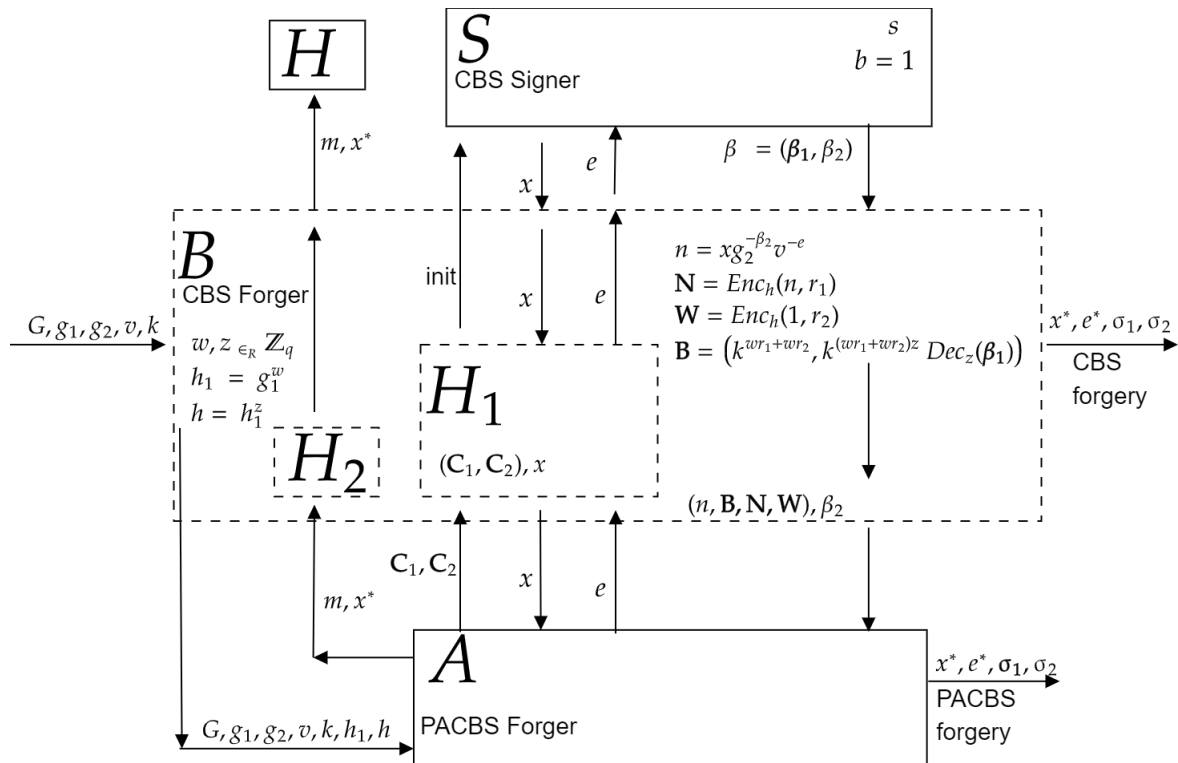 H
S
CBS Signer
s
b = 1
m, x*
x
e
β = (β₁, β₂)
B
CBS Forger
init
x
e
n = xg₂^{-β₂}v^{-e}
N = Enc_h(n, r₁)
W = Enc_h(1, r₂)
B = (k^{wr₁+wr₂}, k^{(wr₁+wr₂)z} Dec_z(β₁))
G, g₁, g₂, v, k
w, z ∈_R ℤ_q
h₁ = g₁^w
h = h₁^z
x*, e*, σ₁, σ₂
CBS
forgery
H₁
H₂
(C₁, C₂), x
(n, B, N, W), β₂
C₁, C₂
x
e
m, x*
A
PACBS Forger
x*, e*, σ₁, σ₂
PACBS
forgery
G, g₁, g₂, v, k, h₁, h